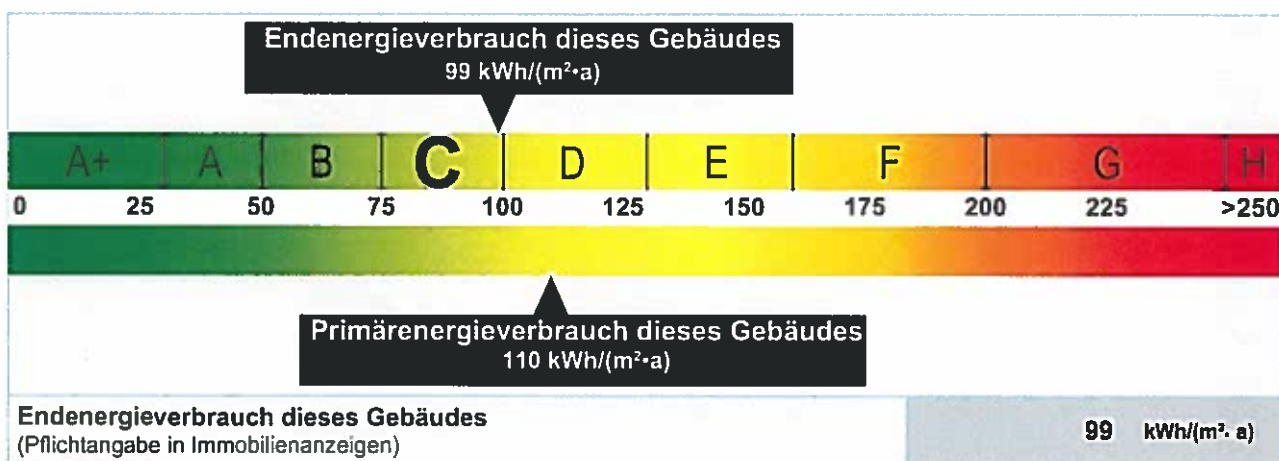 Endenergieverbrauch dieses Gebäudes
99 kWh/(m²•a)
A+ A B C D E F G H
0 25 50 75 100 125 150 175 200 225 >250
Primärenergieverbrauch dieses Gebäudes
110 kWh/(m²•a)
Endenergieverbrauch dieses Gebäudes
(Pflichtangabe in Immobilienanzeigen)
99 kWh/(m²· a)